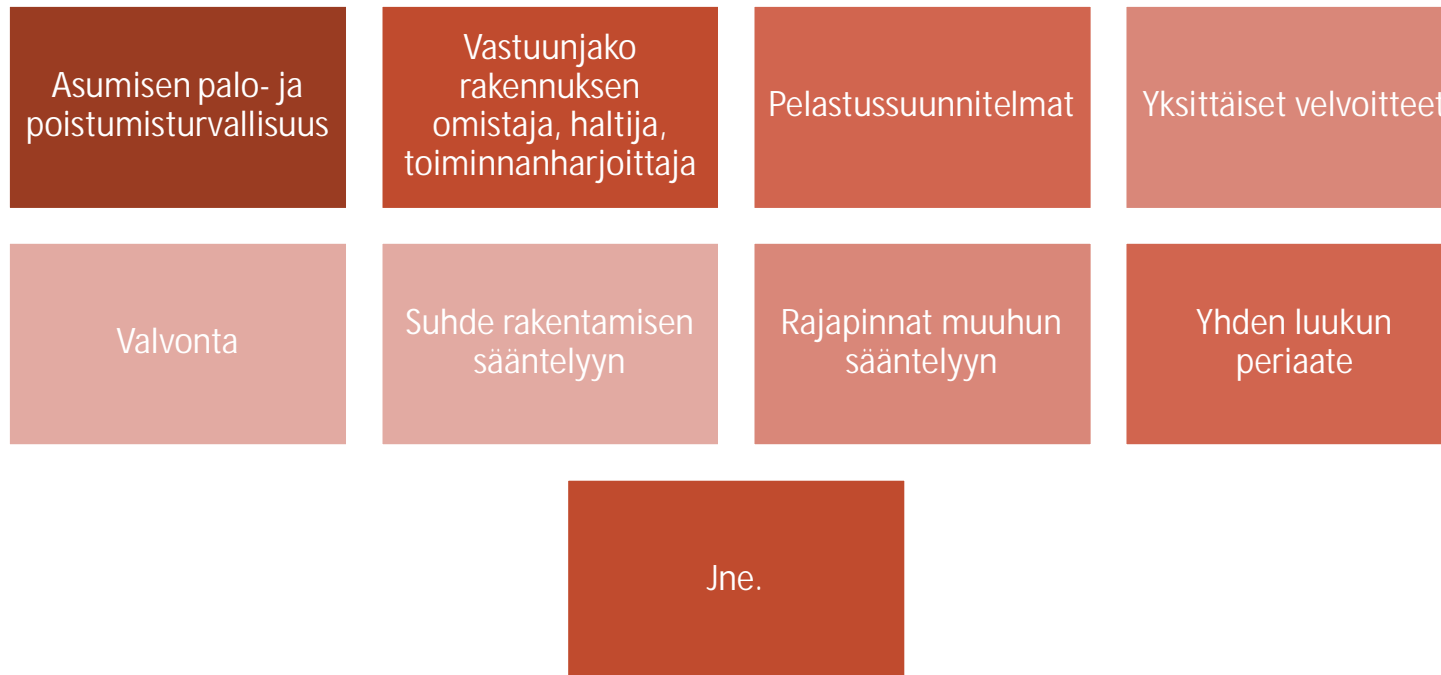 Asumisen palo- ja
poistumisturvallisuus
Vastuunjako
rakennuksen
omistaja, haltija,
toiminnanharjoittaja
Pelastussuunnitelmat
Yksittäiset velvoitteet
Valvonta
Suhde rakentamisen
sääntelyyn
Rajapinnat muuhun
sääntelyyn
Yhden luukun
periaate
Jne.